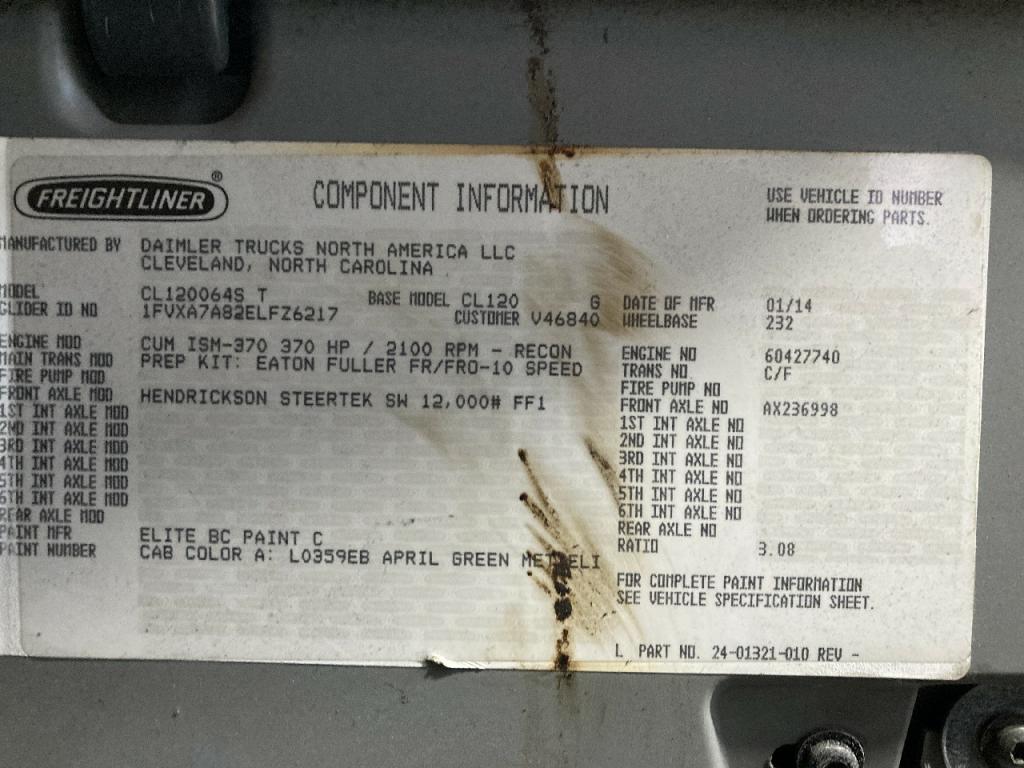 FREIGHTLINER®
COMPONENT INFORMATION
USE VEHICLE ID NUMBER
WHEN ORDERING PARTS.
MANUFACTURED BY DAIMLER TRUCKS NORTH AMERICA LLC
CLEVELAND, NORTH CAROLINA
MODEL CL120064S T BASE MODEL CL120 G DATE OF MFR 01/14
GLIDER ID NO 1FVXA7A82ELFZ6217 CUSTOMER V46840 WHEELBASE 232
ENGINE MOD CUM ISM-370 370 HP / 2100 RPM - RECON ENGINE NO 60427740
MAIN TRANS MOD PREP KIT: EATON FULLER FR/FRO-10 SPEED TRANS NO. C/F
FIRE PUMP MOD FIRE PUMP NO
FRONT AXLE MOD HENDRICKSON STEERTEK SW 12,000# FF1 FRONT AXLE NO AX236998
1ST INT AXLE MOD 1ST INT AXLE NO
2ND INT AXLE MOD 2ND INT AXLE NO
3RD INT AXLE MOD 3RD INT AXLE NO
4TH INT AXLE MOD 4TH INT AXLE NO
5TH INT AXLE MOD 5TH INT AXLE NO
6TH INT AXLE MOD 6TH INT AXLE NO
REAR AXLE MOD REAR AXLE NO
PAINT MFR ELITE BC PAINT C RATIO 3.08
PAINT NUMBER CAB COLOR A: L0359EB APRIL GREEN
FOR COMPLETE PAINT INFORMATION
SEE VEHICLE SPECIFICATION SHEET.
L PART NO. 24-01321-010 REV -